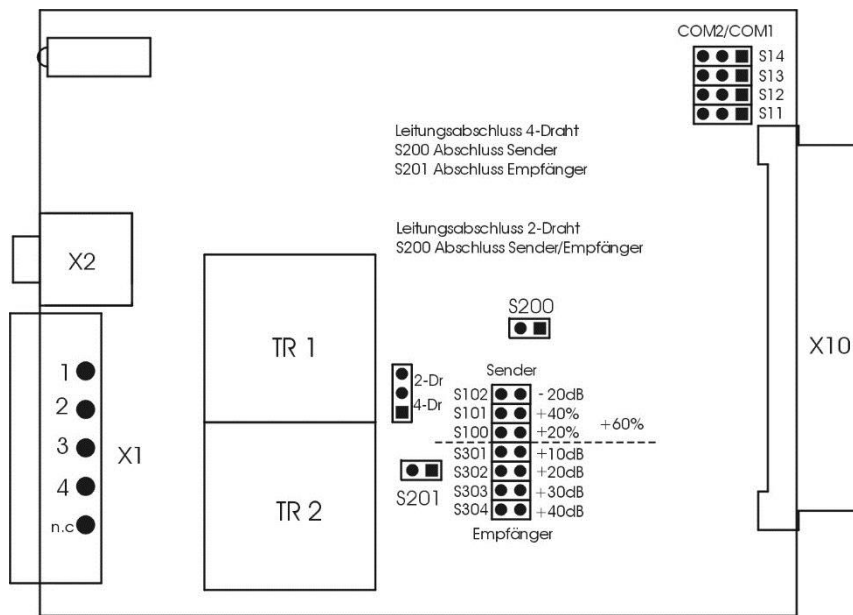 COM2/COM1
S14
S13
S12
S11
Leitungsabschluss 4-Draht
S200 Abschluss Sender
S201 Abschluss Empfänger
Leitungsabschluss 2-Draht
S200 Abschluss Sender/Empfänger
X2
S200
TR 1
X10
Sender
2-Dr
4-Dr
S102 - 20dB
S101 +40%
S100 +20%
+60%
S301 +10dB
S302 +20dB
S303 +30dB
S304 +40dB
Empfänger
S201
TR 2
1
2
3
4
n.c
X1